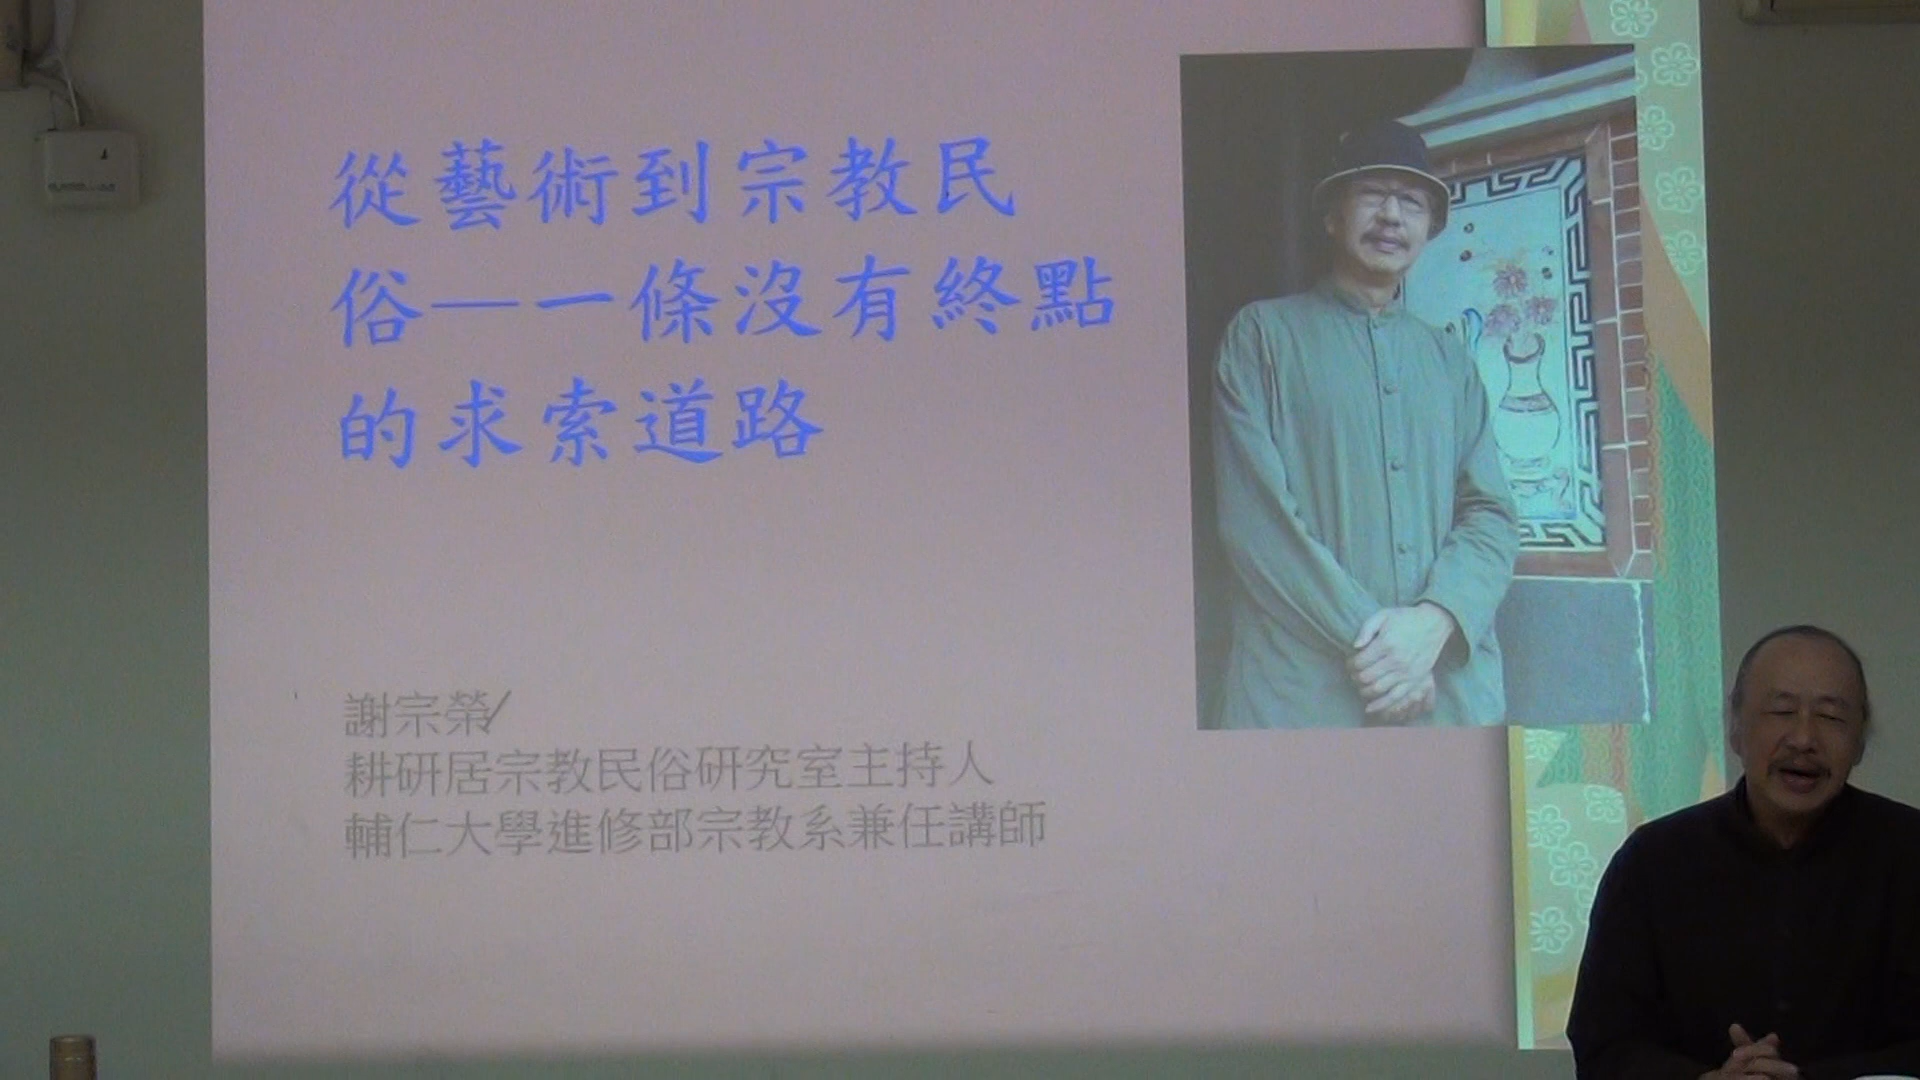 從藝術到宗教民
俗—一條沒有終點
的求索道路
謝宗榮/
耕研居宗教民俗研究室主持人
輔仁大學進修部宗教系兼任講師